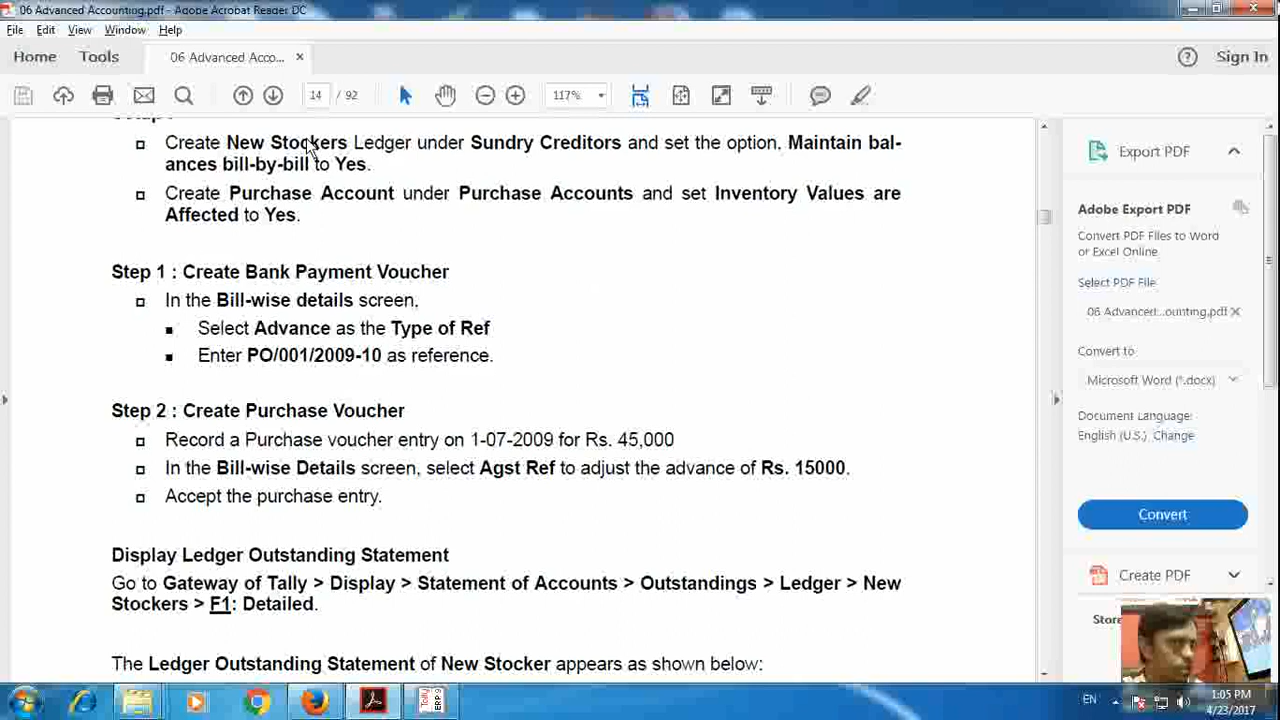 06 Advanced Accounting.pdf - Adobe Acrobat Reader DC
File Edit View Window Help
Home Tools 06 Advanced Acco... × Sign In
14 / 92 117%
Create New Stockers Ledger under Sundry Creditors and set the option, Maintain bal-
ances bill-by-bill to Yes.
Create Purchase Account under Purchase Accounts and set Inventory Values are
Affected to Yes.
Step 1 : Create Bank Payment Voucher
In the Bill-wise details screen,
Select Advance as the Type of Ref
Enter PO/001/2009-10 as reference.
Step 2 : Create Purchase Voucher
Record a Purchase voucher entry on 1-07-2009 for Rs. 45,000
In the Bill-wise Details screen, select Agst Ref to adjust the advance of Rs. 15000.
Accept the purchase entry.
Display Ledger Outstanding Statement
Go to Gateway of Tally > Display > Statement of Accounts > Outstandings > Ledger > New
Stockers > F1: Detailed.
The Ledger Outstanding Statement of New Stocker appears as shown below:
Export PDF
Adobe Export PDF
Convert PDF Files to Word
or Excel Online
Select PDF File
06 Advanced...ounting.pdf ×
Convert to
Microsoft Word (*.docx)
Document Language:
English (U.S.) Change
Convert
Create PDF
Store
EN
1:05 PM
4/23/2017